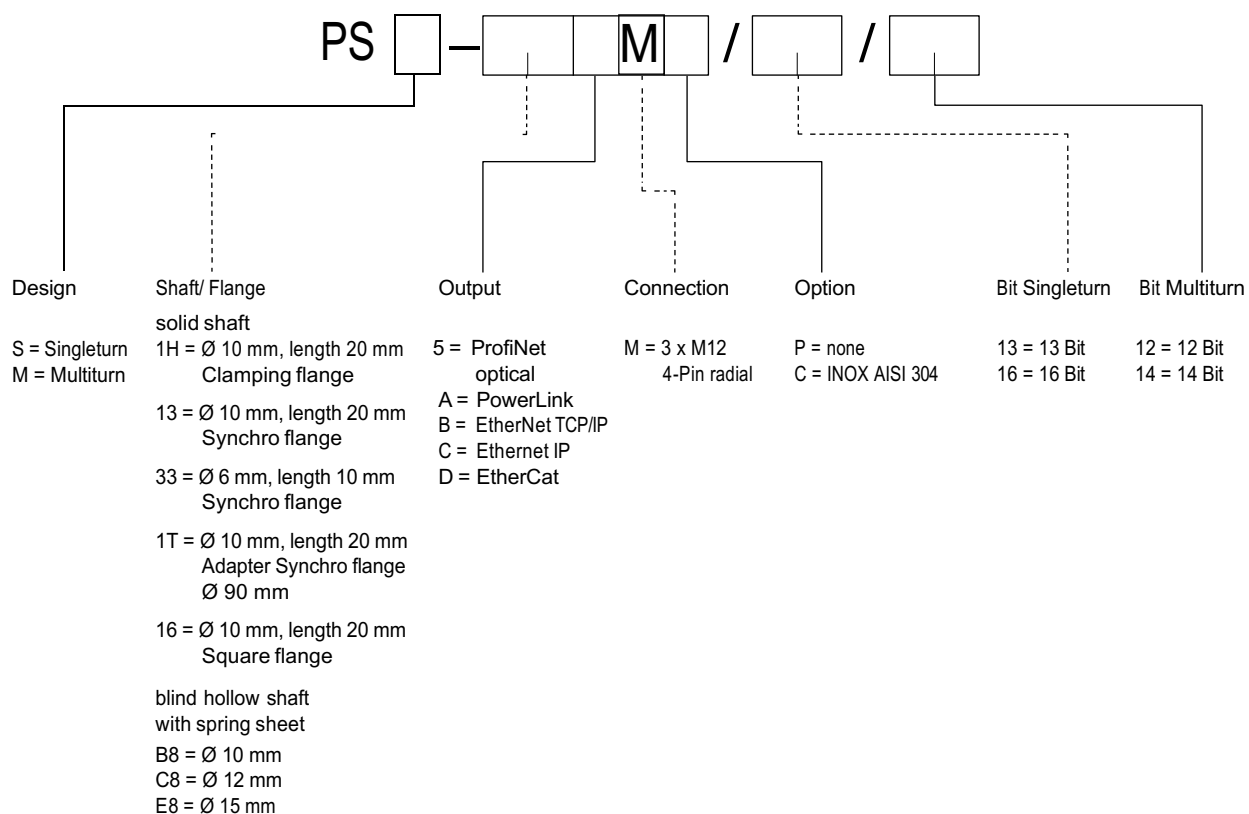 PS – M / /
Design
S = Singleturn
M = Multiturn
Shaft/ Flange
solid shaft
1H = Ø 10 mm, length 20 mm
Clamping flange
13 = Ø 10 mm, length 20 mm
Synchro flange
33 = Ø 6 mm, length 10 mm
Synchro flange
1T = Ø 10 mm, length 20 mm
Adapter Synchro flange
Ø 90 mm
16 = Ø 10 mm, length 20 mm
Square flange
blind hollow shaft
with spring sheet
B8 = Ø 10 mm
C8 = Ø 12 mm
E8 = Ø 15 mm
Output
5 = ProfiNet
optical
A = PowerLink
B = EtherNet TCP/IP
C = Ethernet IP
D = EtherCat
Connection
M = 3 x M12
4-Pin radial
Option
P = none
C = INOX AISI 304
Bit Singleturn
13 = 13 Bit
16 = 16 Bit
Bit Multiturn
12 = 12 Bit
14 = 14 Bit